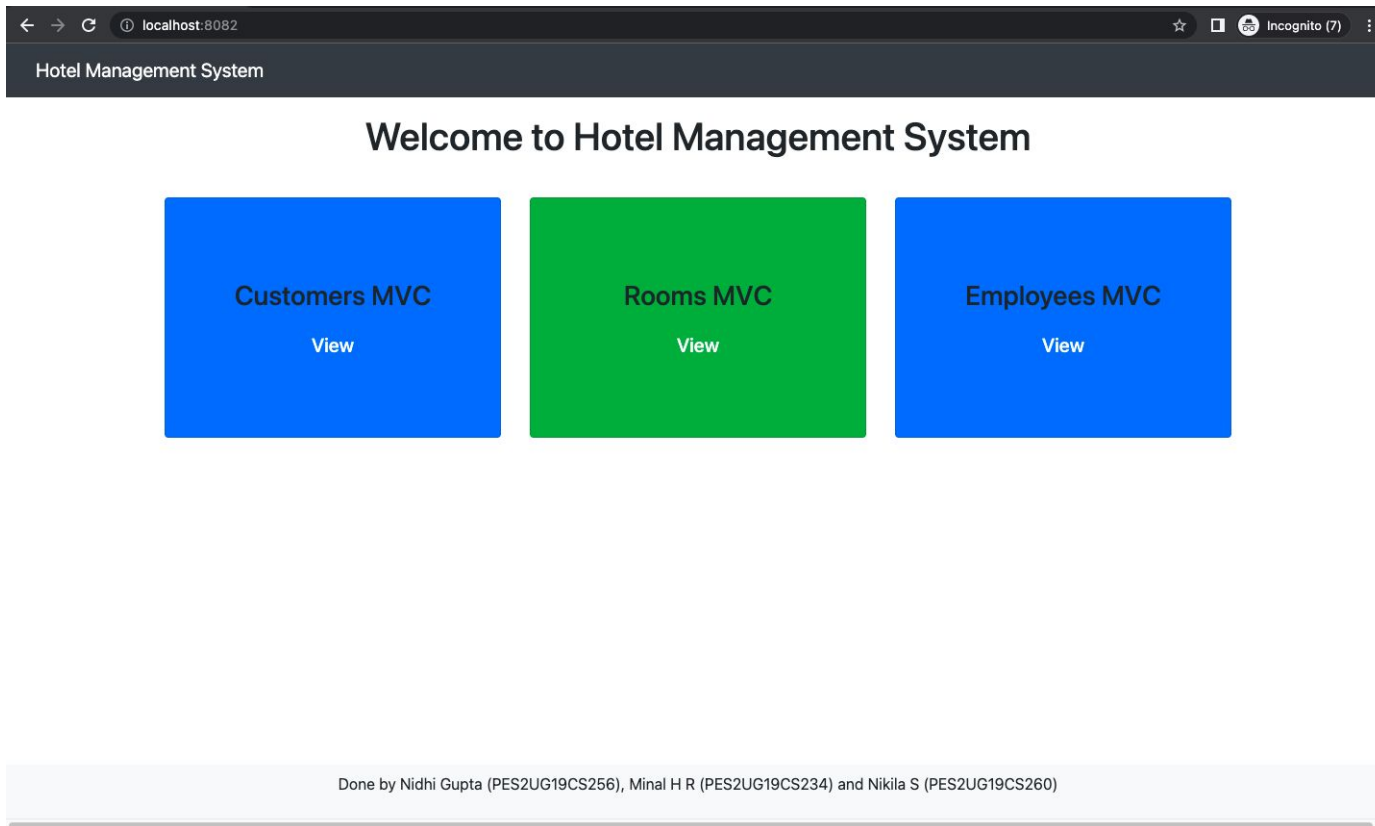 localhost:8082
Incognito (7)
Hotel Management System
Welcome to Hotel Management System
Customers MVC
View
Rooms MVC
View
Employees MVC
View
Done by Nidhi Gupta (PES2UG19CS256), Minal H R (PES2UG19CS234) and Nikila S (PES2UG19CS260)